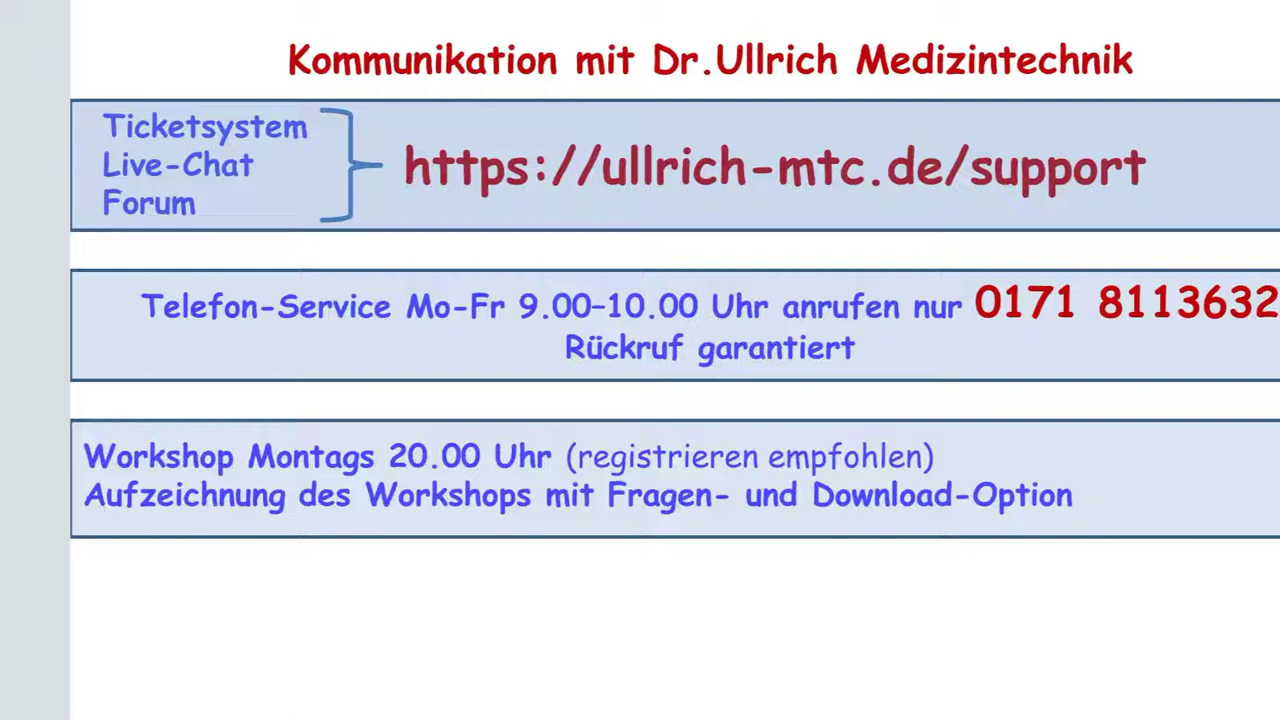 Kommunikation mit Dr.Ullrich Medizintechnik
Ticketsystem
Live-Chat
Forum
https://ullrich-mtc.de/support
Telefon-Service Mo-Fr 9.00–10.00 Uhr anrufen nur 0171 8113632
Rückruf garantiert
Workshop Montags 20.00 Uhr (registrieren empfohlen)
Aufzeichnung des Workshops mit Fragen- und Download-Option